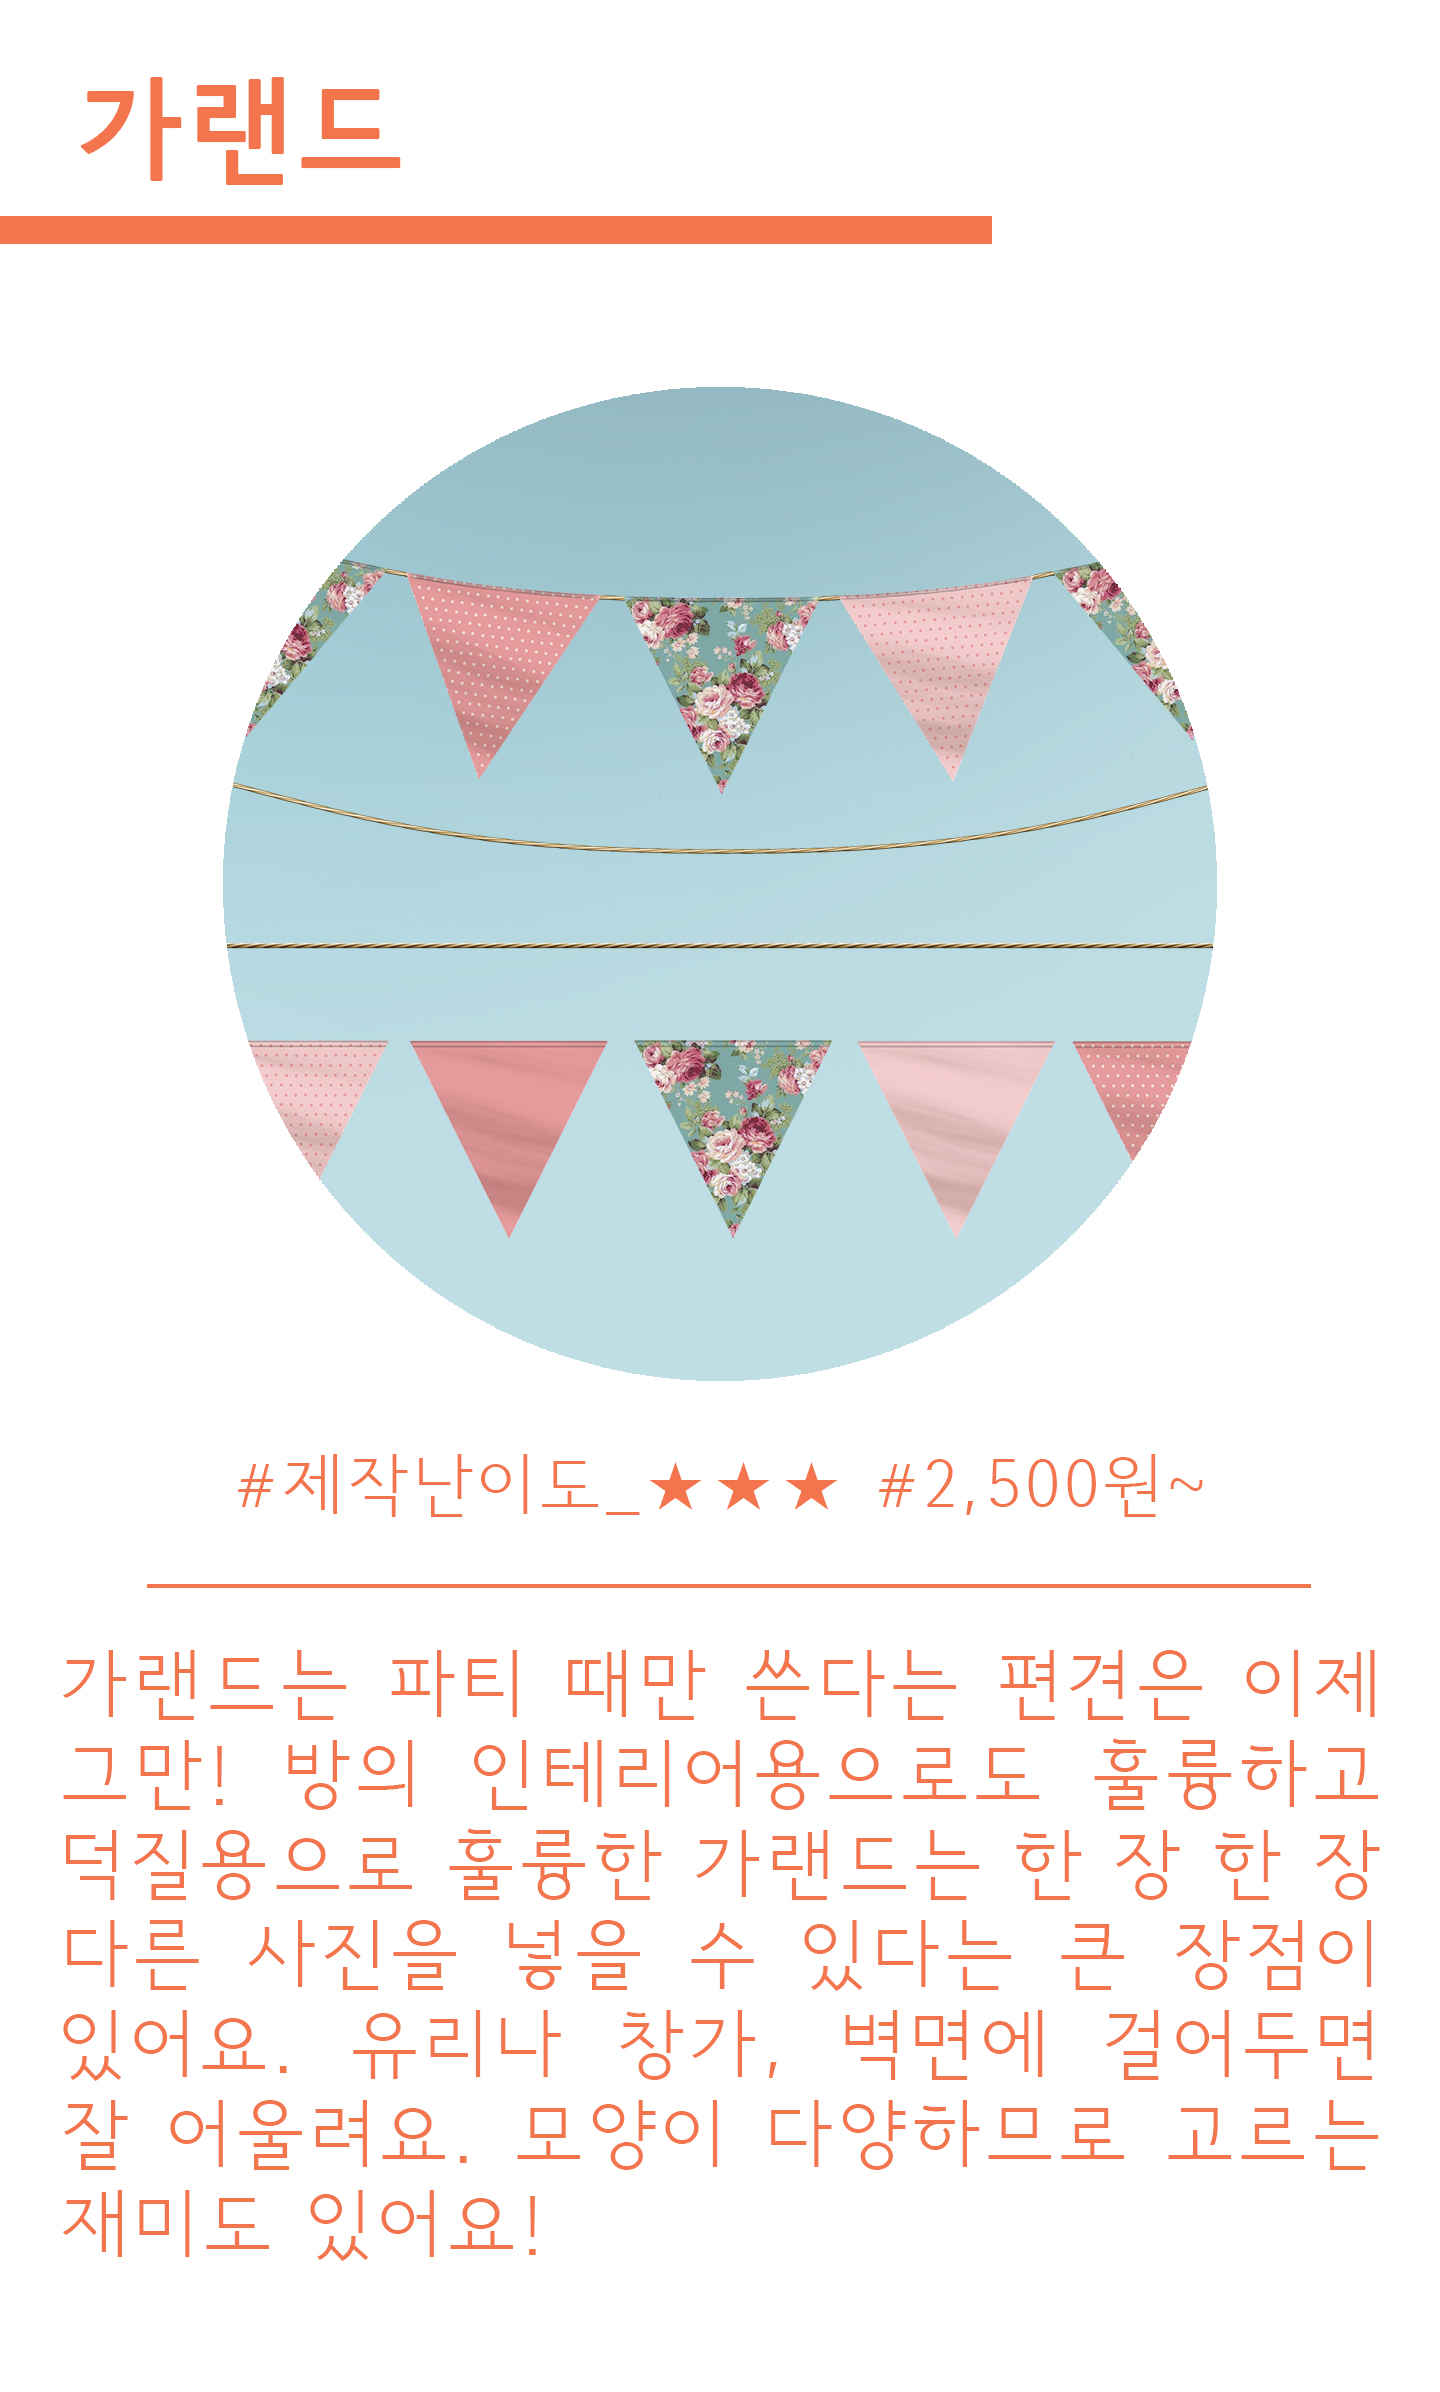 가랜드
#제작난이도_★★★ #2,500원~
가랜드는 파티 때만 쓴다는 편견은 이제
그만! 방의 인테리어용으로도 훌륭하고
덕질용으로 훌륭한 가랜드는 한 장 한 장
다른 사진을 넣을 수 있다는 큰 장점이
있어요. 유리나 창가, 벽면에 걸어두면
잘 어울려요. 모양이 다양하므로 고르는
재미도 있어요!